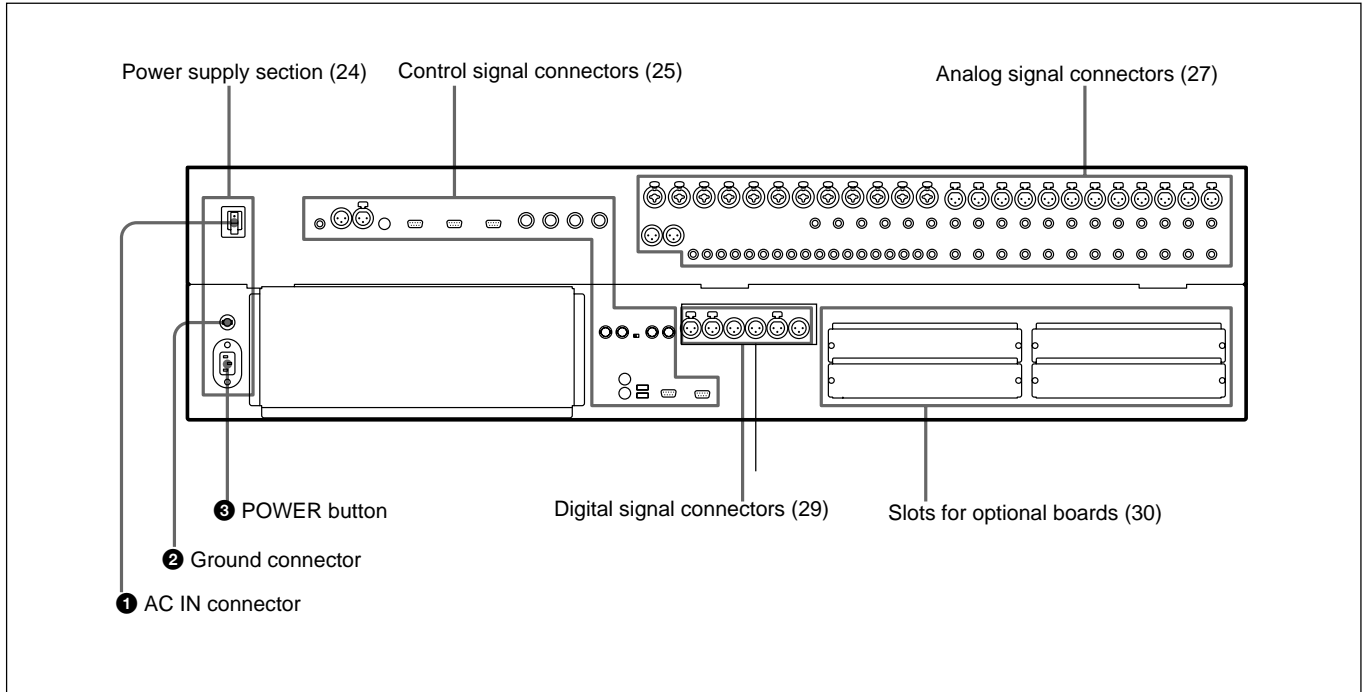 Power supply section (24)
Control signal connectors (25)
Analog signal connectors (27)
❸ POWER button
Digital signal connectors (29)
Slots for optional boards (30)
❷ Ground connector
❶ AC IN connector